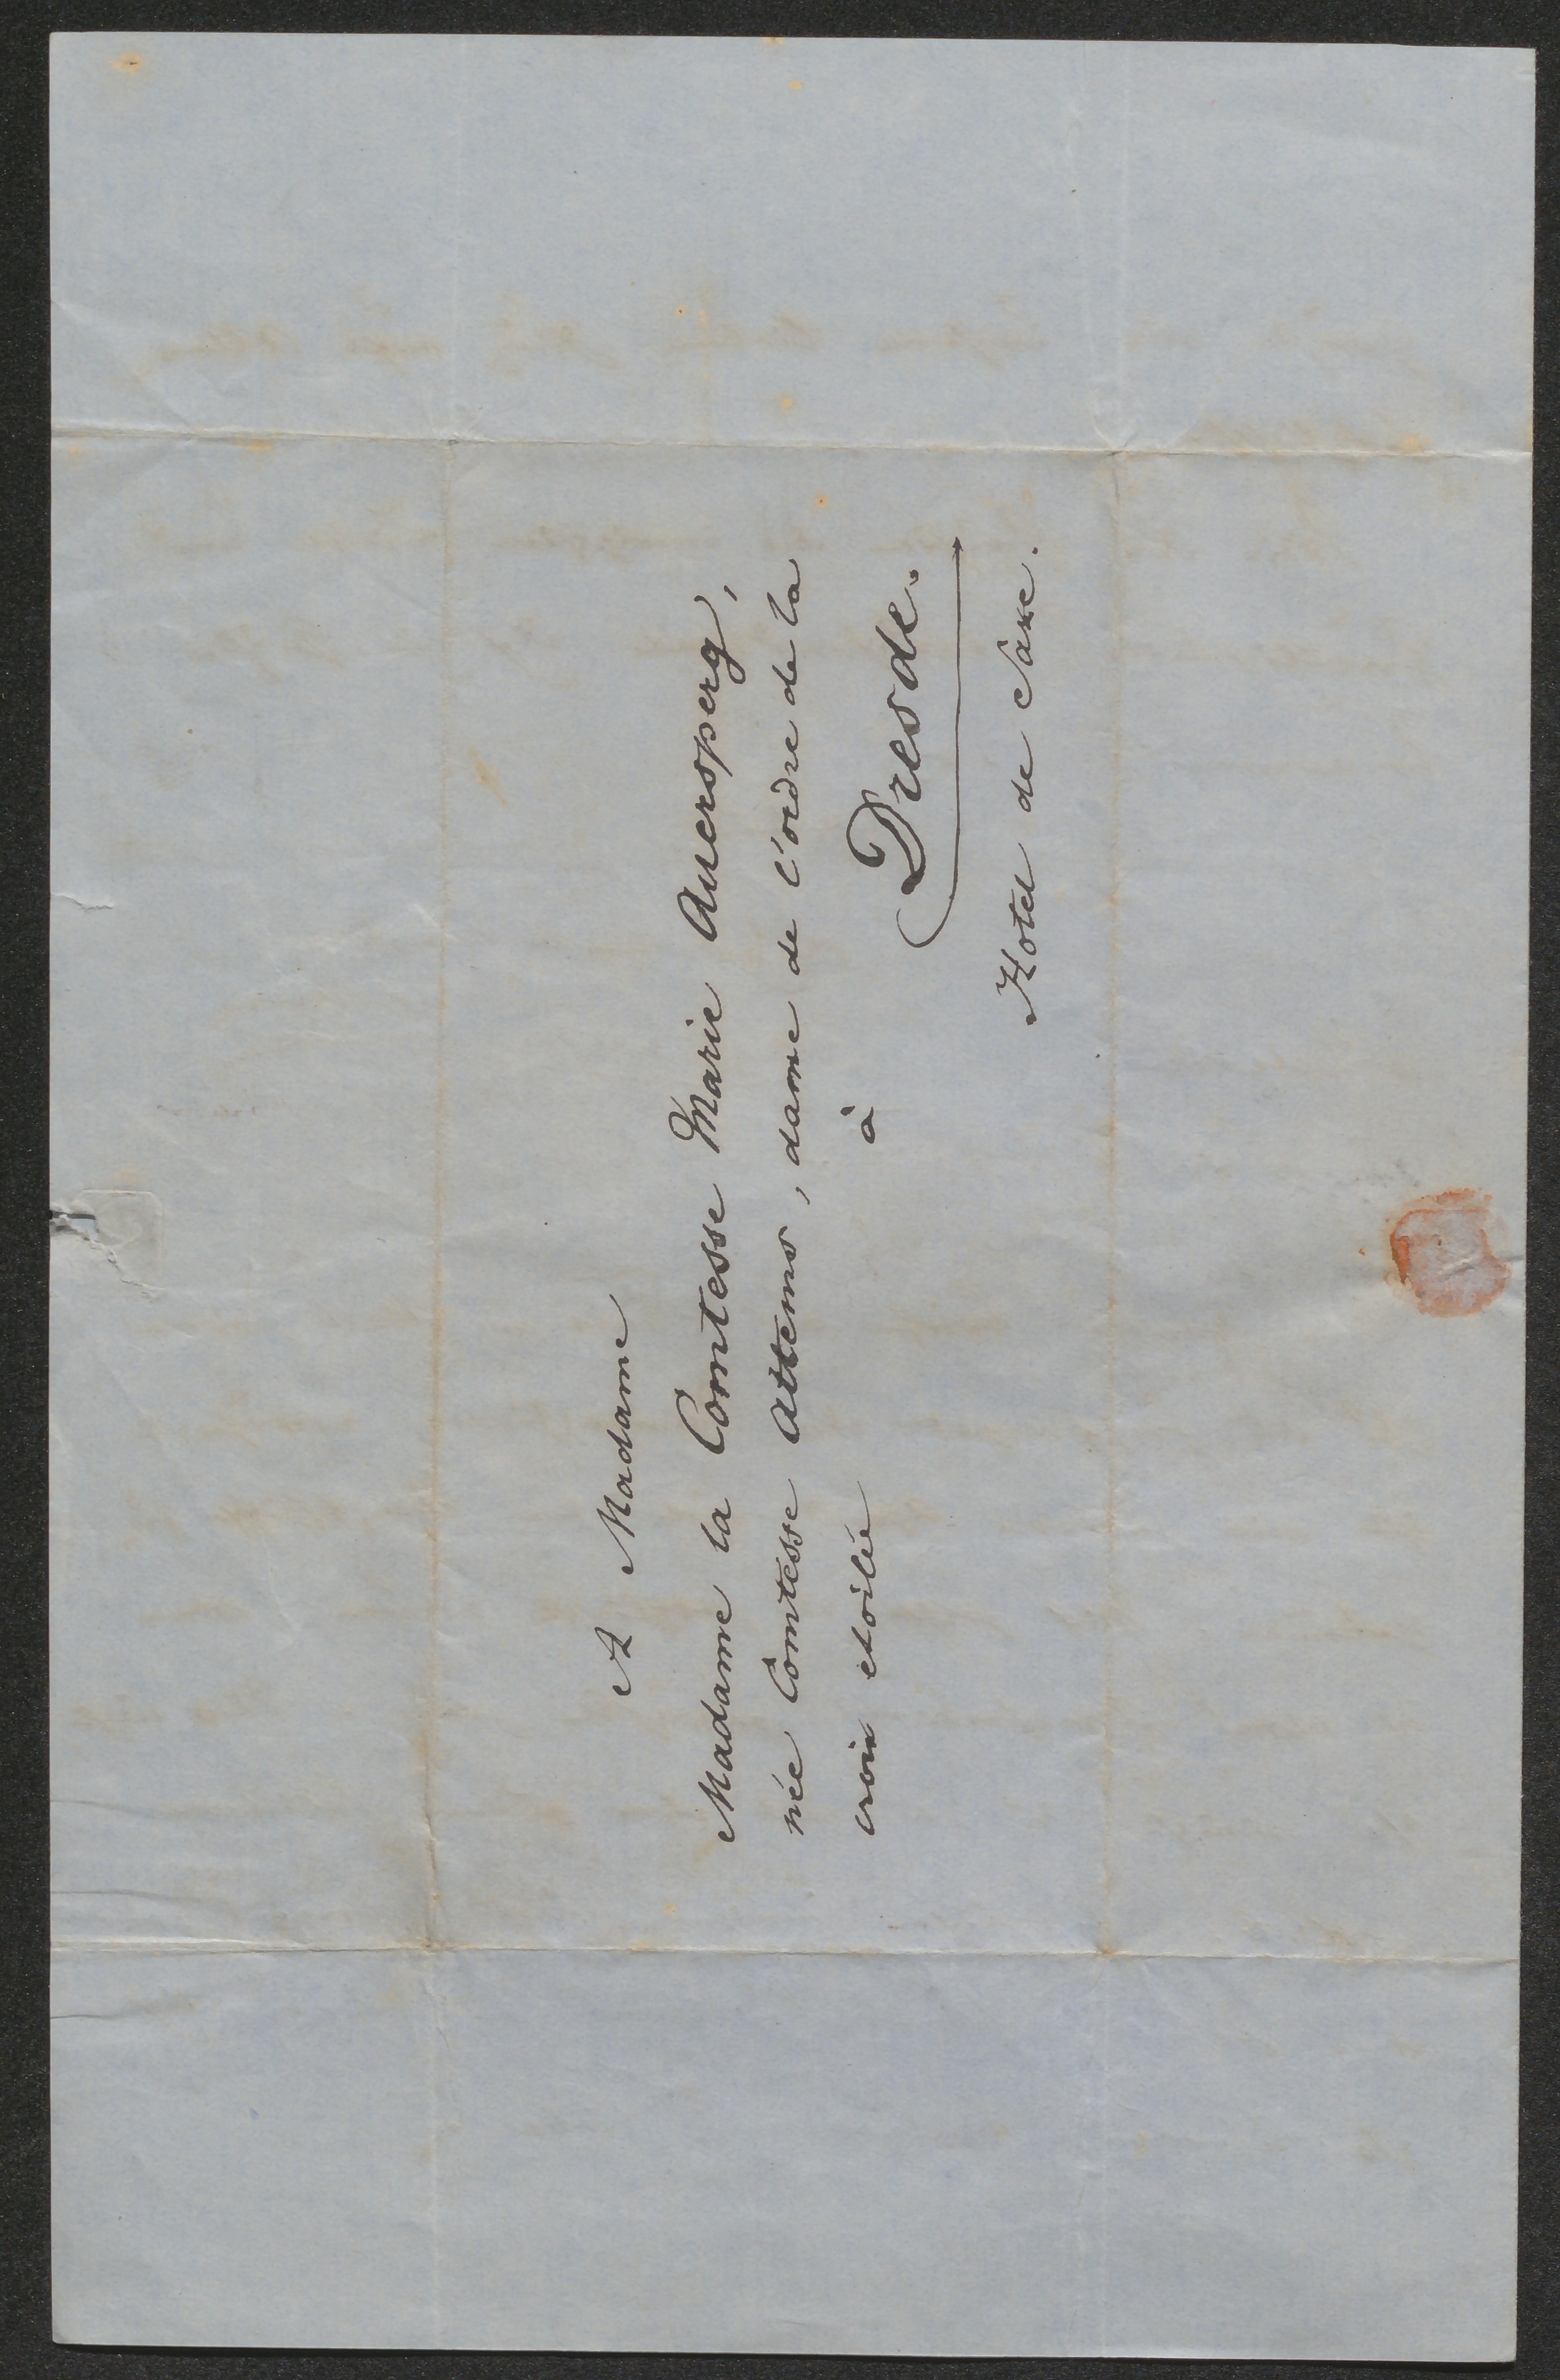 A Madame
Madame la Comtesse Marie Auersperg,
née Comtesse Attems, dame de l'ordre de la
croix etoilée
à
Dresde.
Hotel de Saxe.